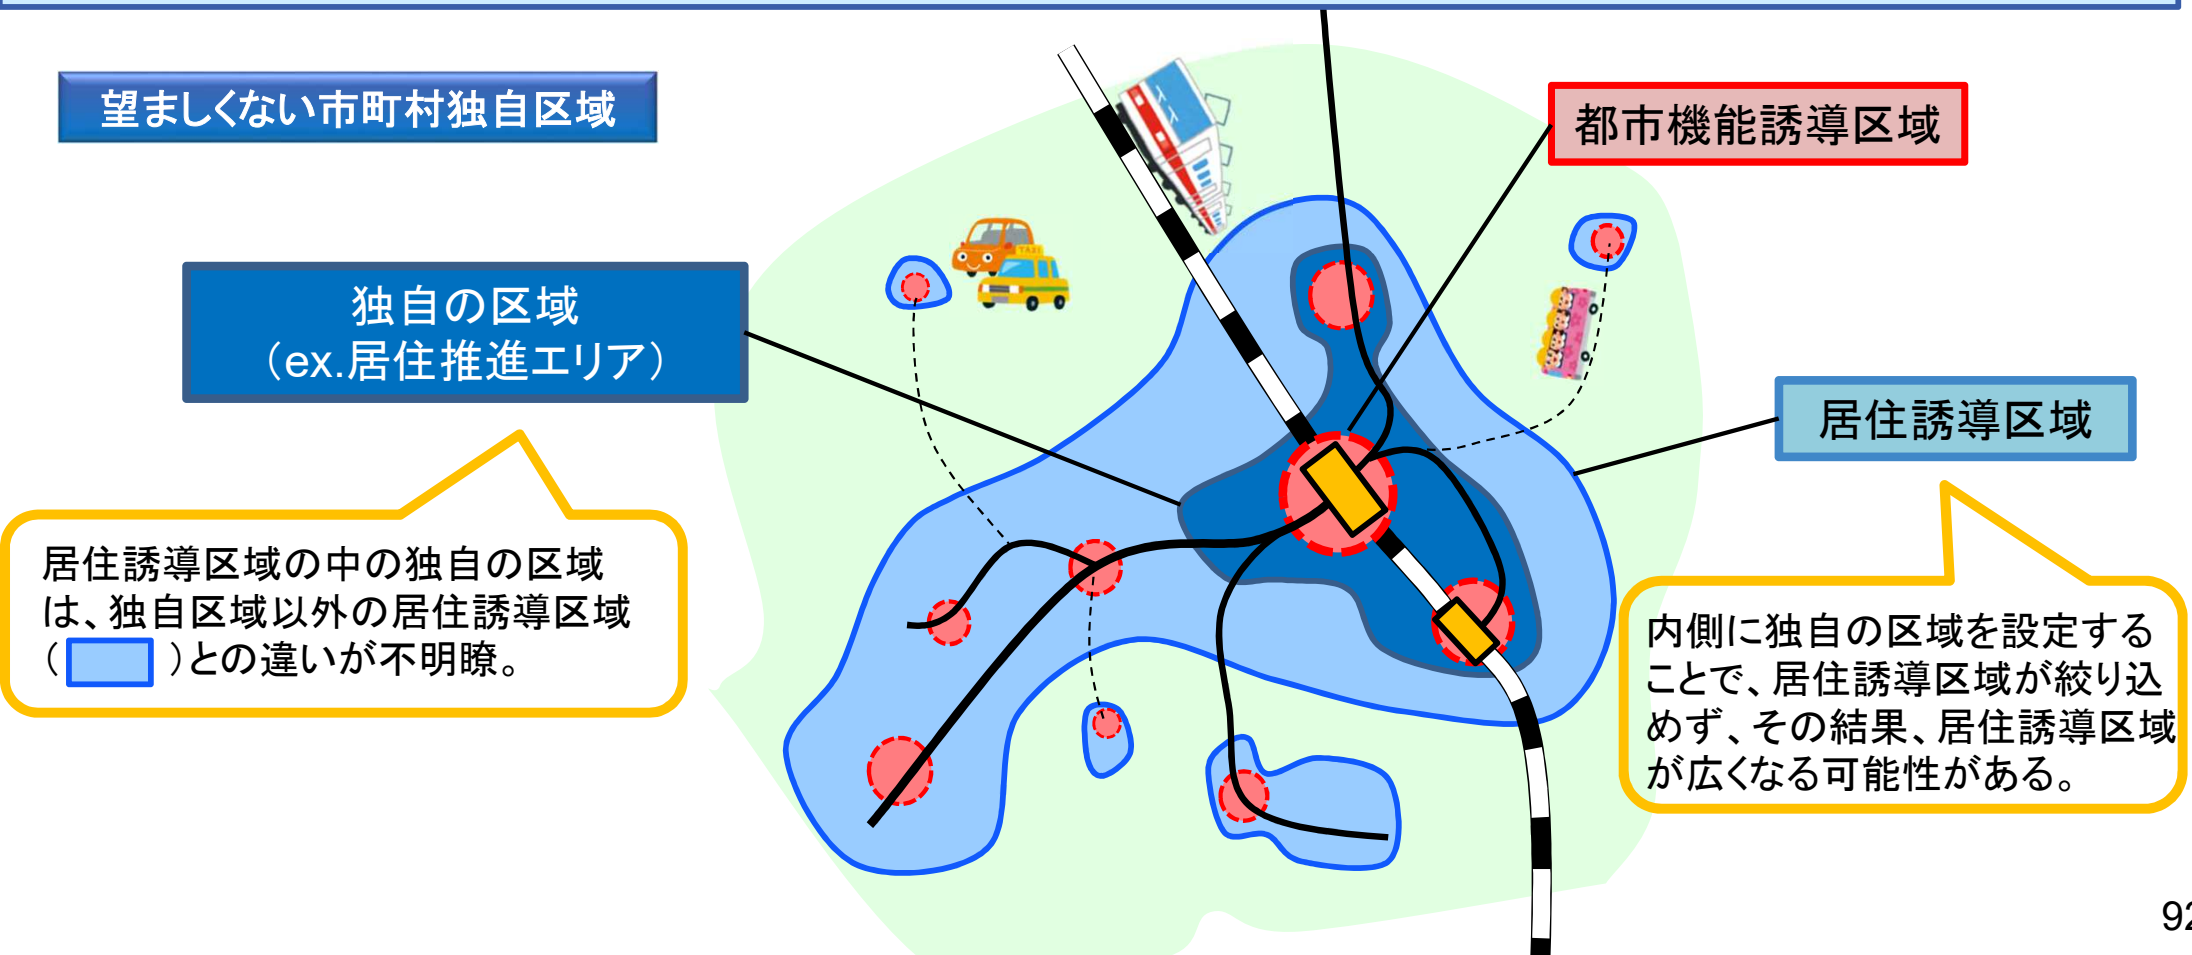 望ましくない市町村独自区域
都市機能誘導区域
TAXI
独自の区域
（ex.居住推進エリア）
居住誘導区域
居住誘導区域の中の独自の区域
は、独自区域以外の居住誘導区域
（　　）との違いが不明瞭。
内側に独自の区域を設定する
ことで、居住誘導区域が絞り込
めず、その結果、居住誘導区域
が広くなる可能性がある。
92